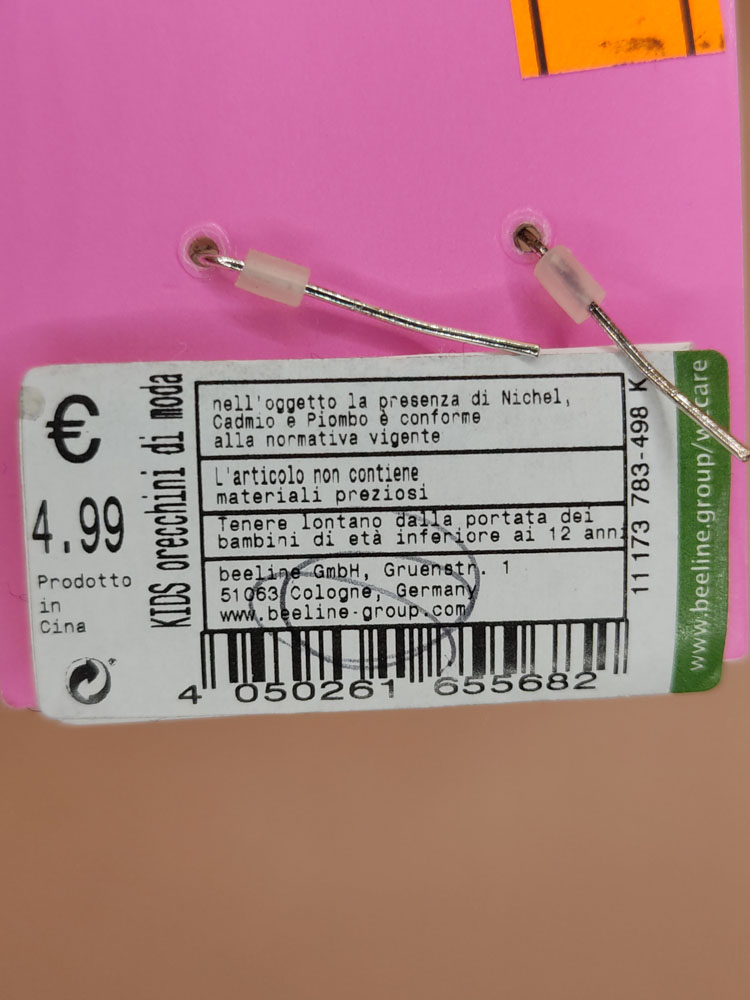 €
4.99
Prodotto
in
Cina
KIDS orecchini di moda
nell'oggetto la presenza di Nichel,
Cadmio e Piombo è conforme
alla normativa vigente
L'articolo non contiene
materiali preziosi
Tenere lontano dalla portata dei
bambini di età inferiore ai 12 anni
beeline GmbH, Gruenstr. 1
51063 Cologne, Germany
www.beeline-group.com
4 050261 655682
11 173 783-498 K
www.beeline.group/wecare